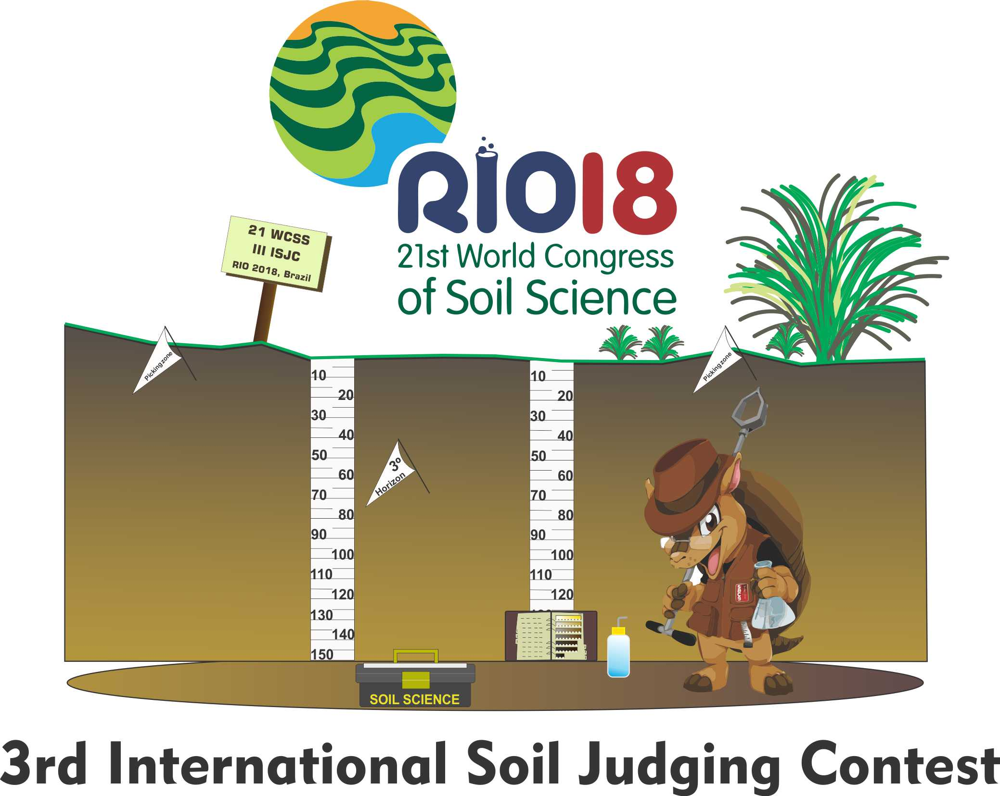 RIO18
21st World Congress
of Soil Science
21 WCSS
III ISJC
RIO 2018, Brazil
Picking zone
Picking zone
10
20
30
40
50
60
70
80
90
100
110
120
130
140
150
10
20
30
40
50
60
70
80
90
100
110
120
3º
Horizon
SBCS
SOIL SCIENCE
3rd International Soil Judging Contest